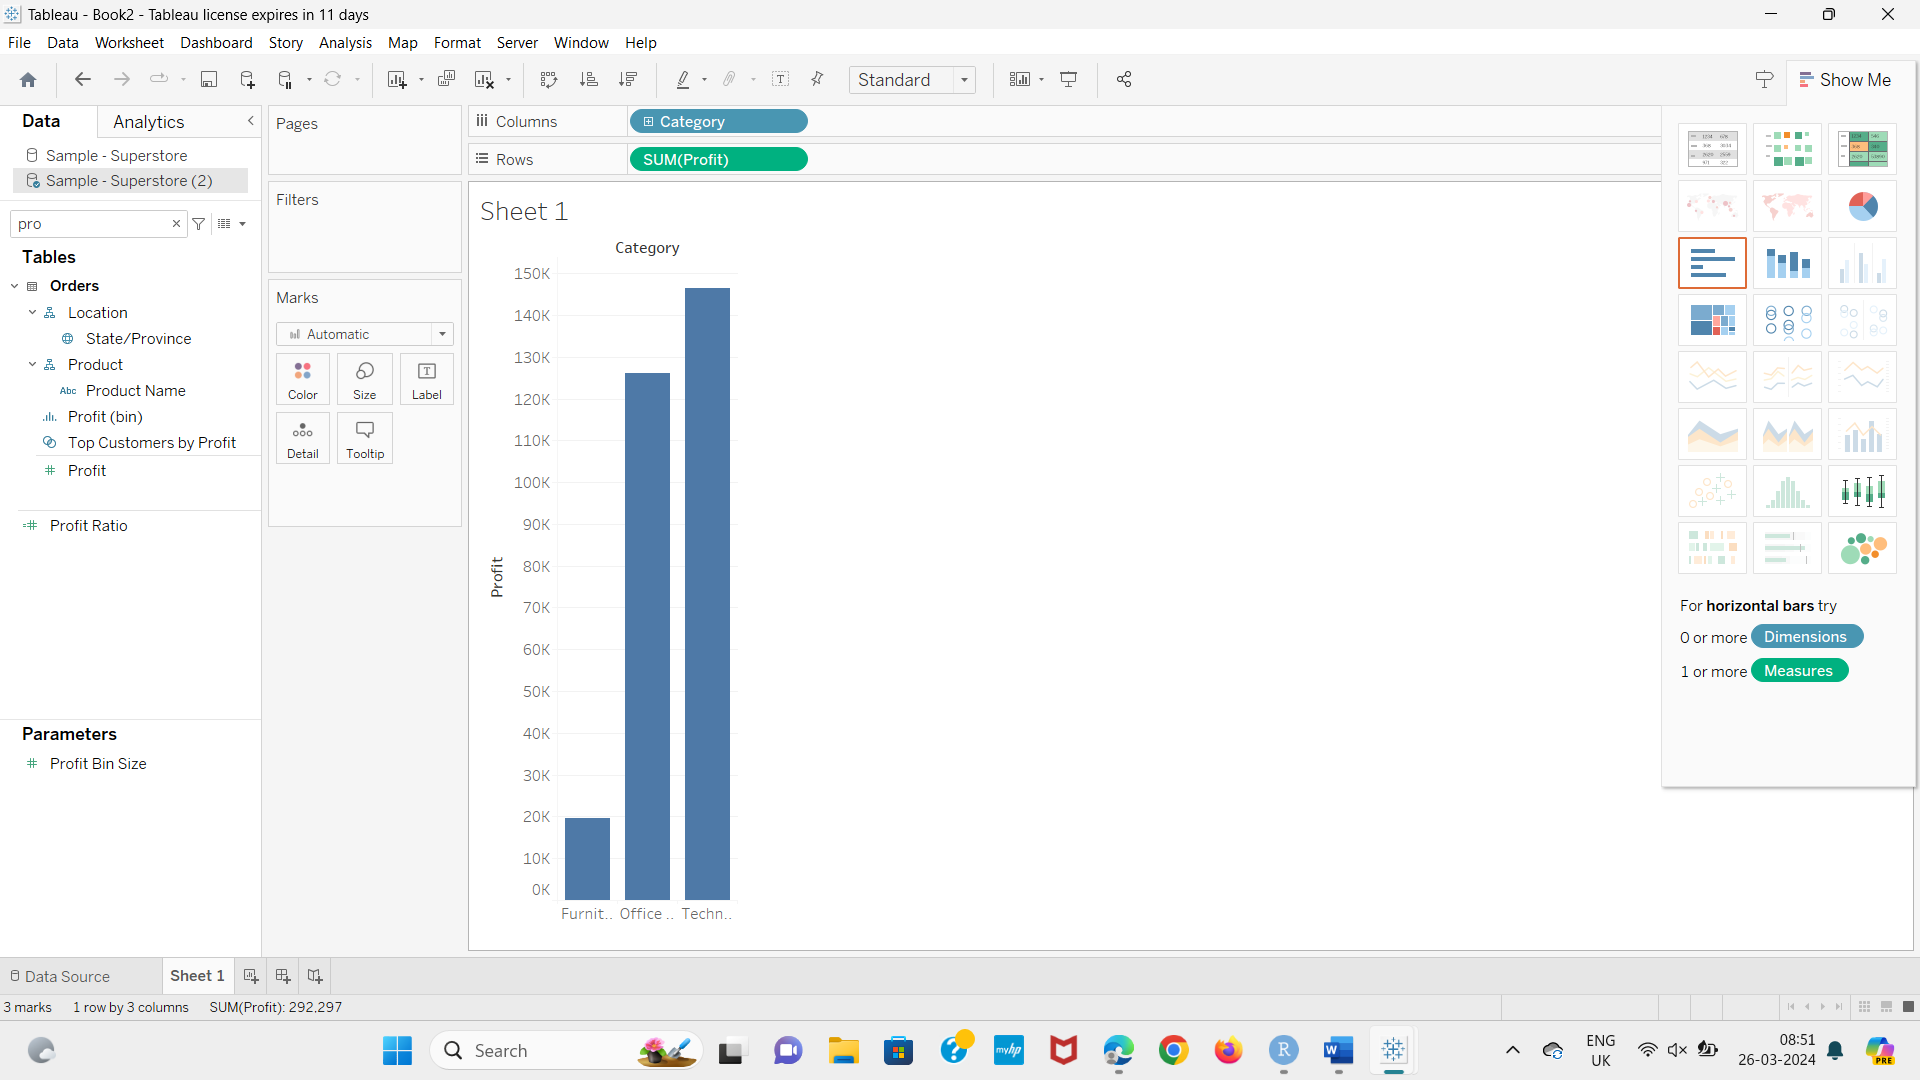 Tableau - Book2 - Tableau license expires in 11 days
File Data Worksheet Dashboard Story Analysis Map Format Server Window Help
Standard
Show Me
Data Analytics
Sample - Superstore
Sample - Superstore (2)
pro
Tables
Orders
Location
State/Province
Product
Abc Product Name
Profit (bin)
Top Customers by Profit
Profit
Profit Ratio
Parameters
Profit Bin Size
Pages
Filters
Marks
Automatic
Color Size Label
Detail Tooltip
Columns Category
Rows SUM(Profit)
Sheet 1
Category
150K
140K
130K
120K
110K
100K
90K
80K
70K
60K
50K
40K
30K
20K
10K
0K
Profit
Furnit.. Office .. Techn..
For horizontal bars try
0 or more Dimensions
1 or more Measures
Data Source Sheet 1
3 marks 1 row by 3 columns SUM(Profit): 292,297
Search
myhp
R
W
ENG
UK
08:51
26-03-2024
PRE